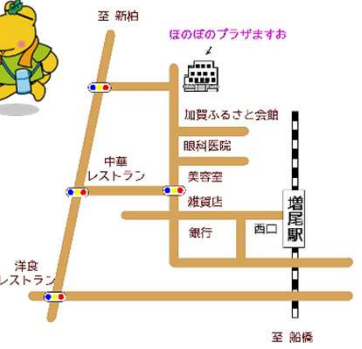 至 新柏
ほのぼのプラザますお
加賀ふるさと会館
眼科医院
中華
レストラン
美容室
雑貨店
増尾駅
西口
銀行
洋食
レストラン
至 船橋